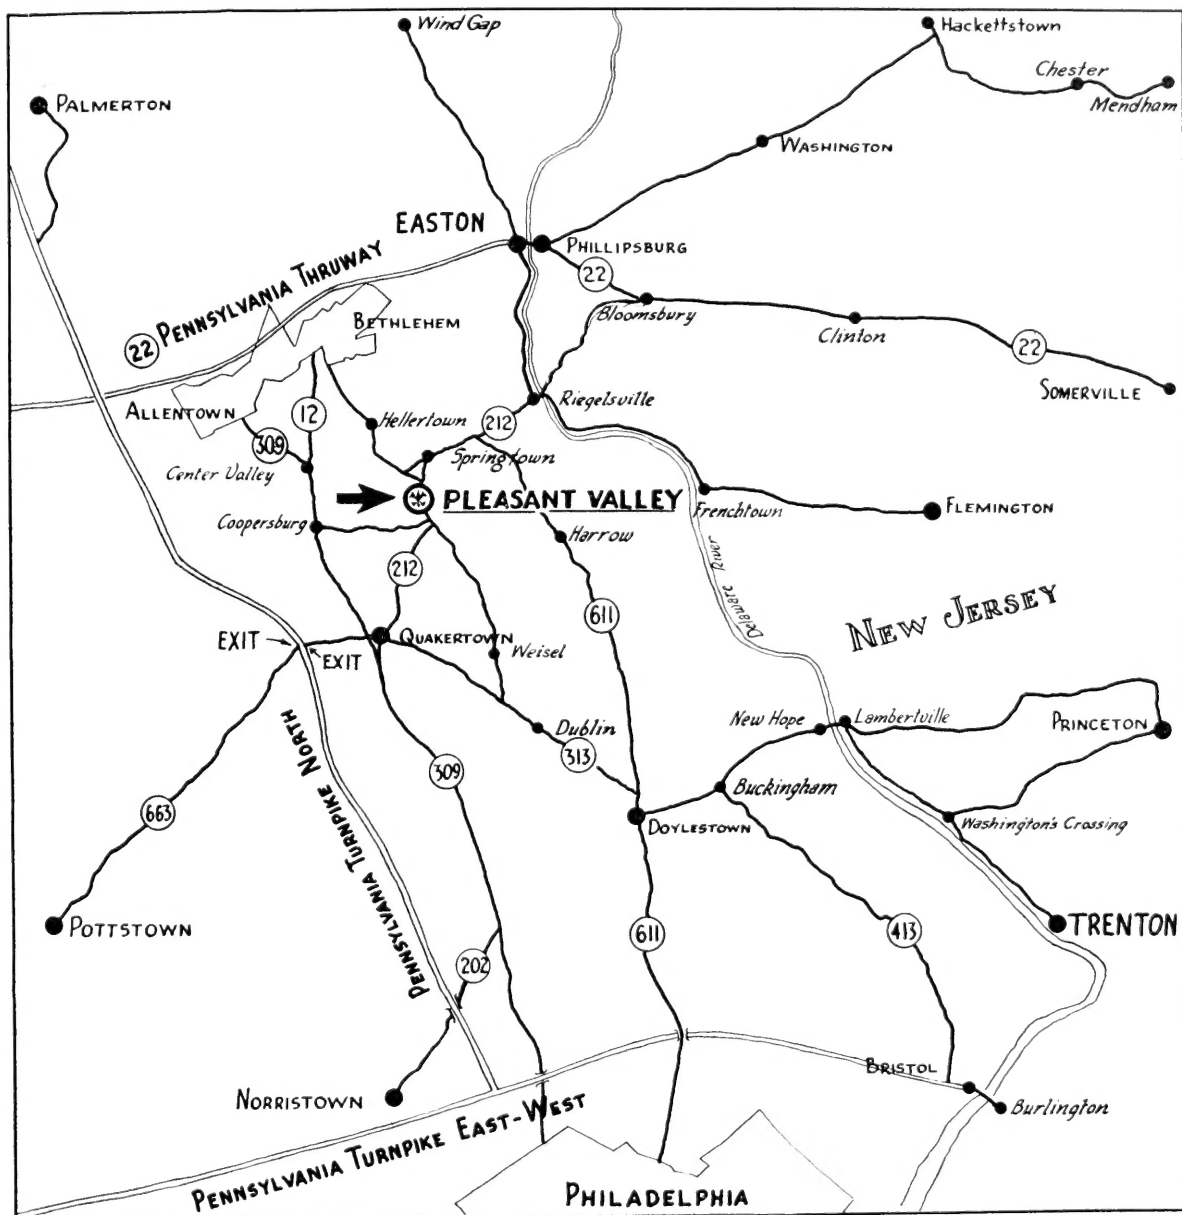 Wind Gap
Hackettstown
Chester
Mendham
PALMERTON
WASHINGTON
EASTON
PHILLIPSBURG
22
22 PENNSYLVANIA THRUWAY
BETHLEHEM
Bloomsbury
Clinton
22
SOMERVILLE
ALLENTOWN
12
Hellertown
Riegelsville
212
309
Center Valley
Springtown
PLEASANT VALLEY
Frenchtown
FLEMINGTON
Coopersburg
Harrow
212
Delaware River
611
NEW JERSEY
EXIT
EXIT
QUAKERTOWN
Weisel
New Hope
Lambertville
PRINCETON
Dublin
313
309
Buckingham
663
PENNSYLVANIA TURNPIKE NORTH
DOYLESTOWN
Washington's Crossing
POTTSTOWN
TRENTON
611
413
202
BRISTOL
NORRISTOWN
Burlington
PENNSYLVANIA TURNPIKE EAST-WEST
PHILADELPHIA